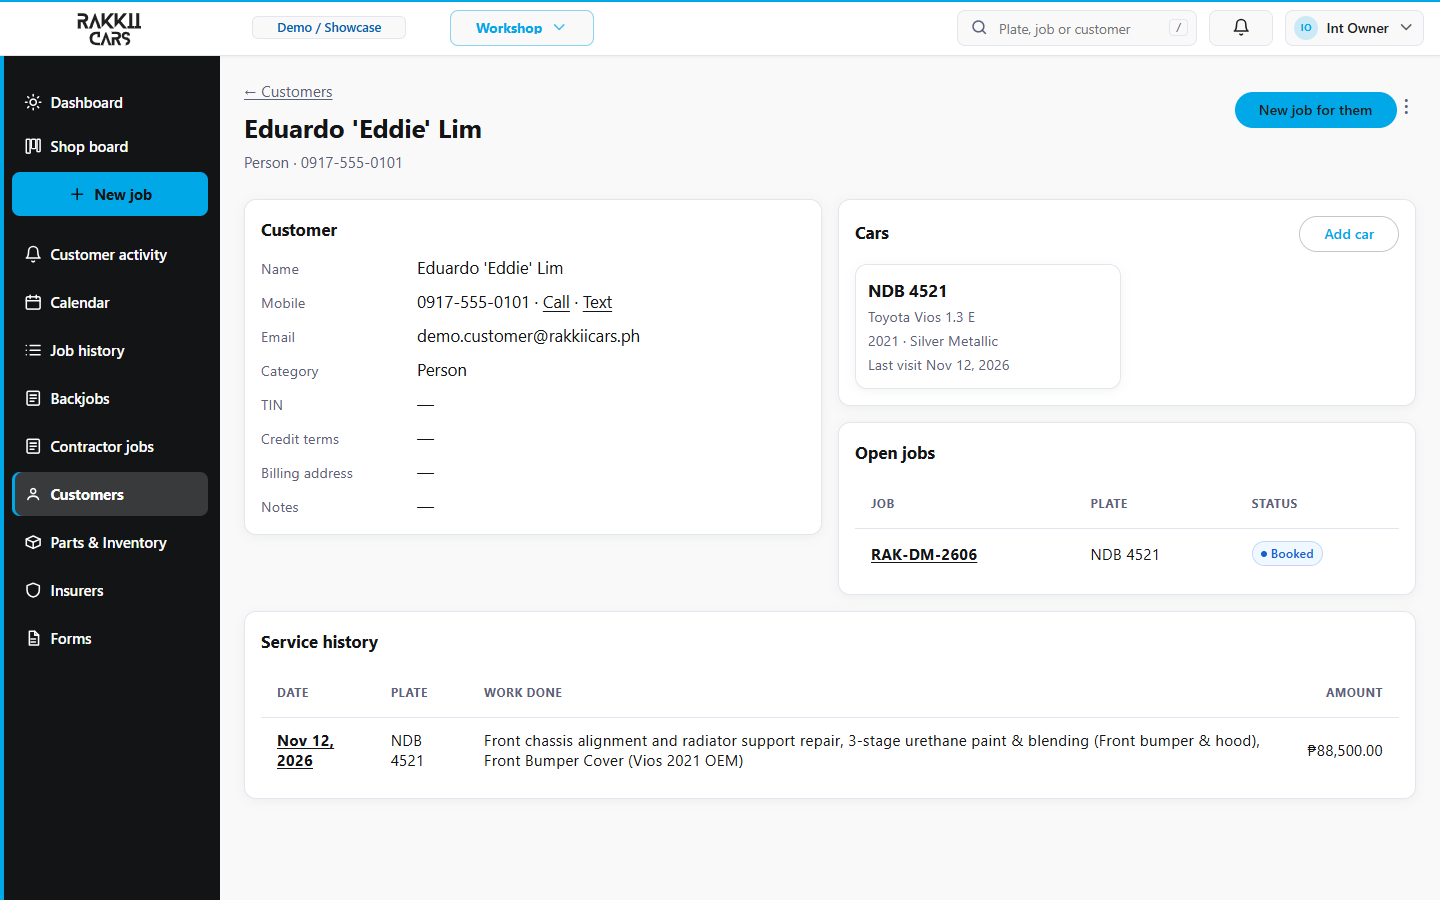 RAKKII
CARS
Demo / Showcase
Workshop
Plate, job or customer
/
IO
Int Owner
Dashboard
Shop board
+ New job
Customer activity
Calendar
Job history
Backjobs
Contractor jobs
Customers
Parts & Inventory
Insurers
Forms
← Customers
Eduardo 'Eddie' Lim
Person · 0917-555-0101
New job for them
Customer
Name Eduardo 'Eddie' Lim
Mobile 0917-555-0101 · Call · Text
Email demo.customer@rakkiicars.ph
Category Person
TIN —
Credit terms —
Billing address —
Notes —
Cars
Add car
NDB 4521
Toyota Vios 1.3 E
2021 · Silver Metallic
Last visit Nov 12, 2026
Open jobs
JOB PLATE STATUS
RAK-DM-2606 NDB 4521 Booked
Service history
DATE PLATE WORK DONE AMOUNT
Nov 12, NDB Front chassis alignment and radiator support repair, 3-stage urethane paint & blending (Front bumper & hood), ₱88,500.00
2026 4521 Front Bumper Cover (Vios 2021 OEM)